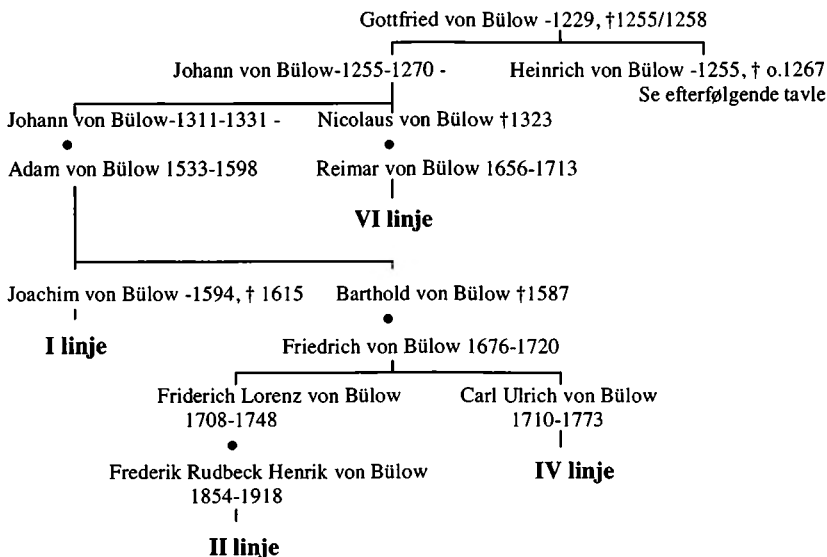 Gottfried von Bülow -1229, †1255/1258
Johann von Bülow-1255-1270 -
Heinrich von Bülow -1255, † o.1267
Se efterfølgende tavle
Johann von Bülow-1311-1331 -
Nicolaus von Bülow †1323
Adam von Bülow 1533-1598
Reimar von Bülow 1656-1713
VI linje
Joachim von Bülow -1594, † 1615
Barthold von Bülow †1587
I linje
Friedrich von Bülow 1676-1720
Friderich Lorenz von Bülow
1708-1748
Carl Ulrich von Bülow
1710-1773
Frederik Rudbeck Henrik von Bülow
1854-1918
IV linje
II linje